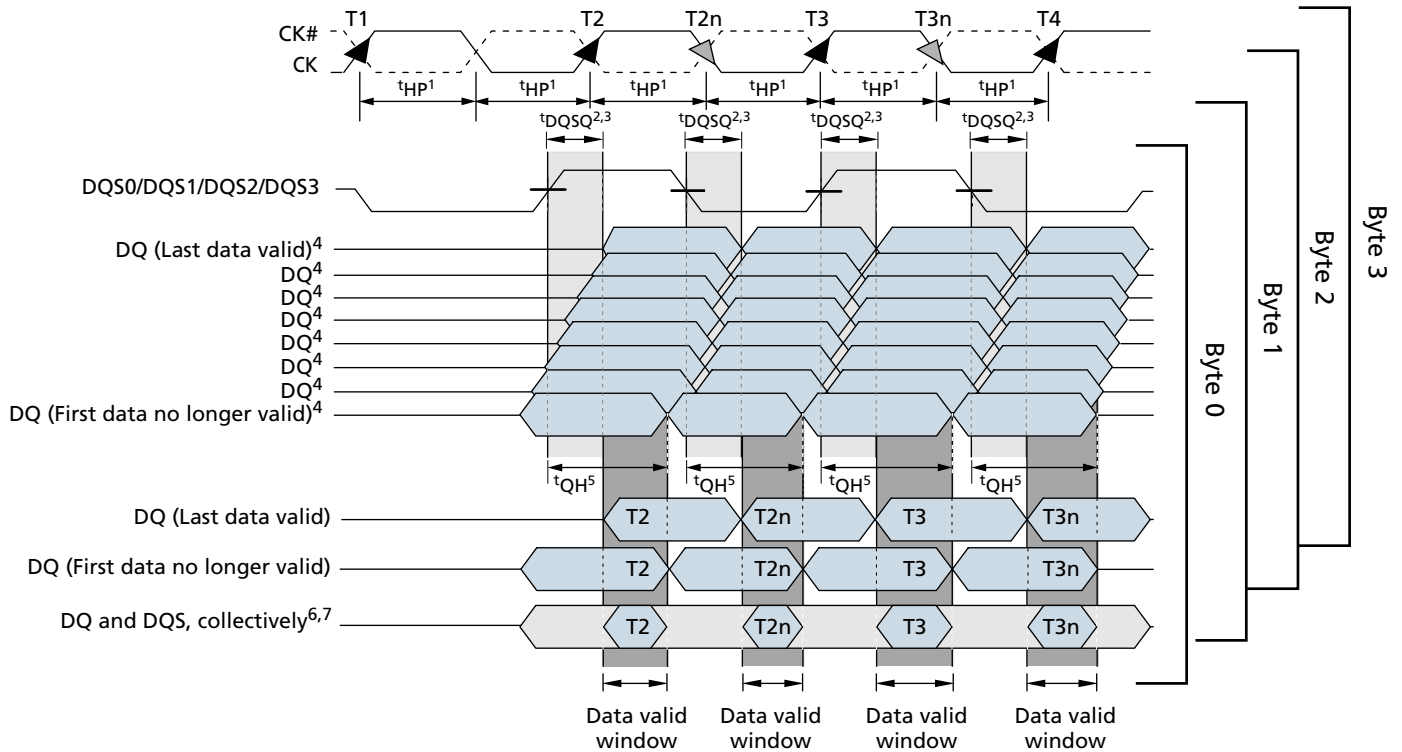 T1 T2 T2n T3 T3n T4
CK#
CK
tHP1 tHP1 tHP1 tHP1 tHP1 tHP1
tDQSQ2,3 tDQSQ2,3 tDQSQ2,3 tDQSQ2,3
DQS0/DQS1/DQS2/DQS3
DQ (Last data valid)4
DQ4
DQ4
DQ4
DQ4
DQ4
DQ4
DQ (First data no longer valid)4
tQH5 tQH5 tQH5 tQH5
DQ (Last data valid) T2 T2n T3 T3n
DQ (First data no longer valid) T2 T2n T3 T3n
DQ and DQS, collectively6,7 T2 T2n T3 T3n
Data valid window
Data valid window
Data valid window
Data valid window
Byte 0
Byte 1
Byte 2
Byte 3